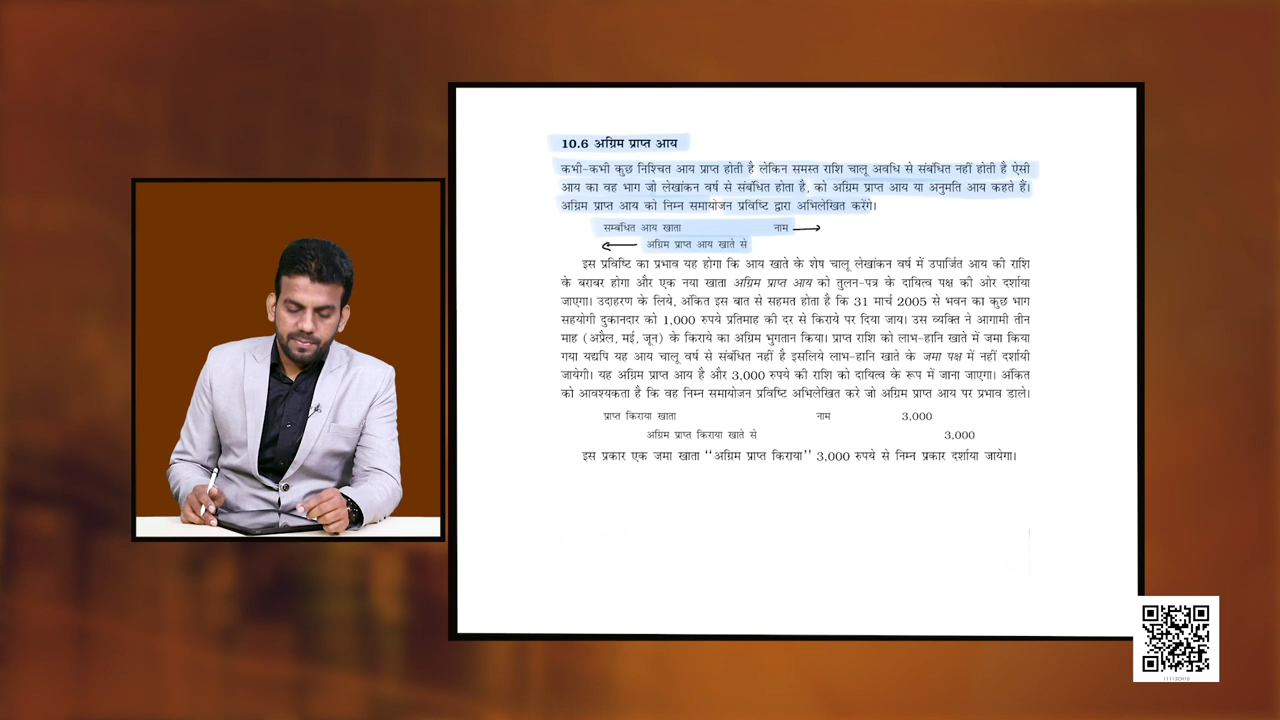 10.6 अग्रिम प्राप्त आय
कभी-कभी कुछ निश्चित आय प्राप्त होती है लेकिन समस्त राशि चालू अवधि से संबंधित नहीं होती है ऐसी
आय का वह भाग जो लेखांकन वर्ष से संबंधित होता है, को अग्रिम प्राप्त आय या अनुमति आय कहते हैं।
अग्रिम प्राप्त आय को निम्न समायोजन प्रविष्टि द्वारा अभिलेखित करेंगे।
सम्बंधित आय खाता नाम
अग्रिम प्राप्त आय खाते से
इस प्रविष्टि का प्रभाव यह होगा कि आय खाते के शेष चालू लेखांकन वर्ष में उपार्जित आय की राशि
के बराबर होगा और एक नया खाता अग्रिम प्राप्त आय को तुलन-पत्र के दायित्व पक्ष की ओर दर्शाया
जाएगा। उदाहरण के लिये, अंकित इस बात से सहमत होता है कि 31 मार्च 2005 से भवन का कुछ भाग
सहयोगी दुकानदार को 1,000 रुपये प्रतिमाह की दर से किराये पर दिया जाय। उस व्यक्ति ने आगामी तीन
माह (अप्रैल, मई, जून) के किराये का अग्रिम भुगतान किया। प्राप्त राशि को लाभ-हानि खाते में जमा किया
गया यद्यपि यह आय चालू वर्ष से संबंधित नहीं है इसलिये लाभ-हानि खाते के जमा पक्ष में नहीं दर्शायी
जायेगी। यह अग्रिम प्राप्त आय है और 3,000 रुपये की राशि को दायित्व के रूप में जाना जाएगा। अंकित
को आवश्यकता है कि वह निम्न समायोजन प्रविष्टि अभिलेखित करे जो अग्रिम प्राप्त आय पर प्रभाव डाले।
प्राप्त किराया खाता नाम 3,000
अग्रिम प्राप्त किराया खाते से 3,000
इस प्रकार एक जमा खाता “अग्रिम प्राप्त किराया” 3,000 रुपये से निम्न प्रकार दर्शाया जायेगा।